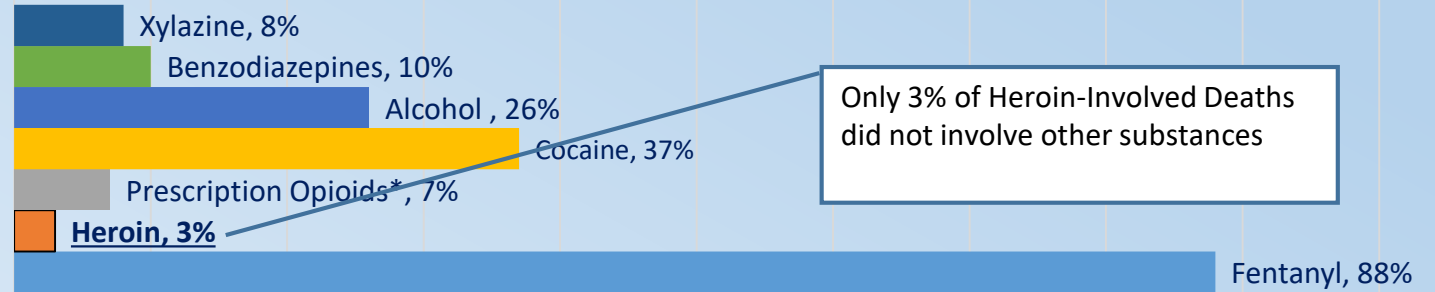 Xylazine, 8%
Benzodiazepines, 10%
Alcohol , 26%
Cocaine, 37%
Prescription Opioids*, 7%
Heroin, 3%
Fentanyl, 88%
Only 3% of Heroin-Involved Deaths
did not involve other substances